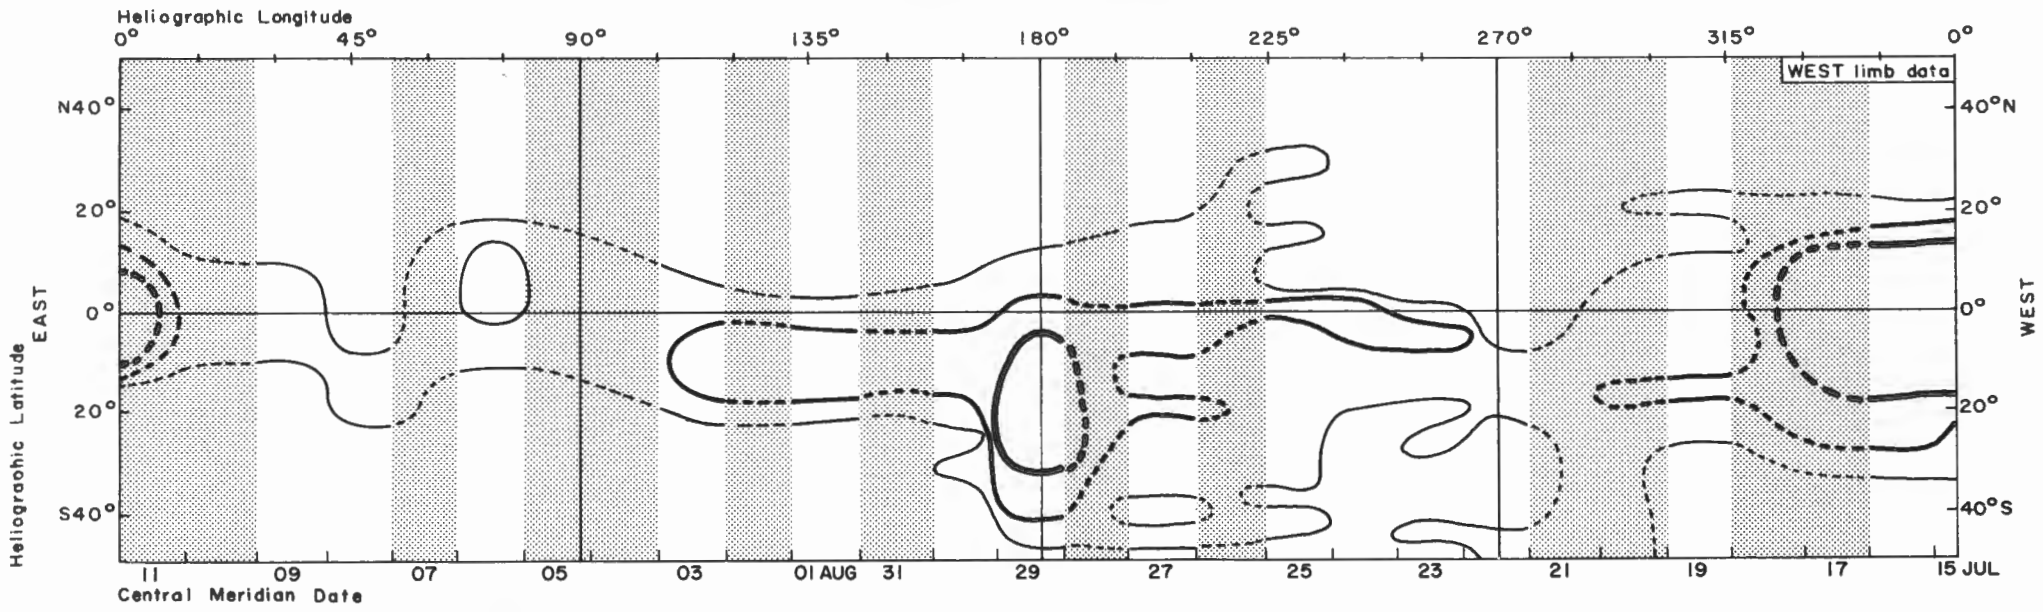 Heliographic Longitude
0° 45° 90° 135° 180° 225° 270° 315° 0°
WEST limb data
N40° 40°N
20° 20°
0° 0°
20° 20°
S40° 40°S
EAST
WEST
Heliographic Latitude
11 09 07 05 03 01 AUG 31 29 27 25 23 21 19 17 15 JUL
Central Meridian Date